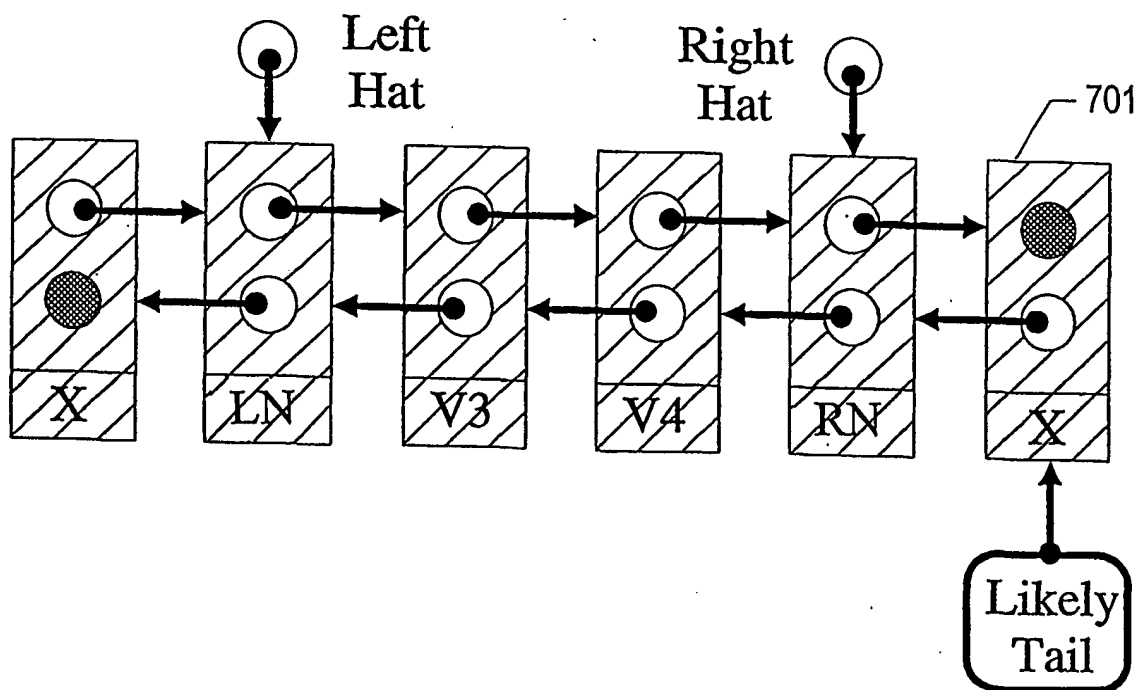 Left
Hat
Right
Hat
701
X
LN
V3
V4
RN
X
Likely
Tail